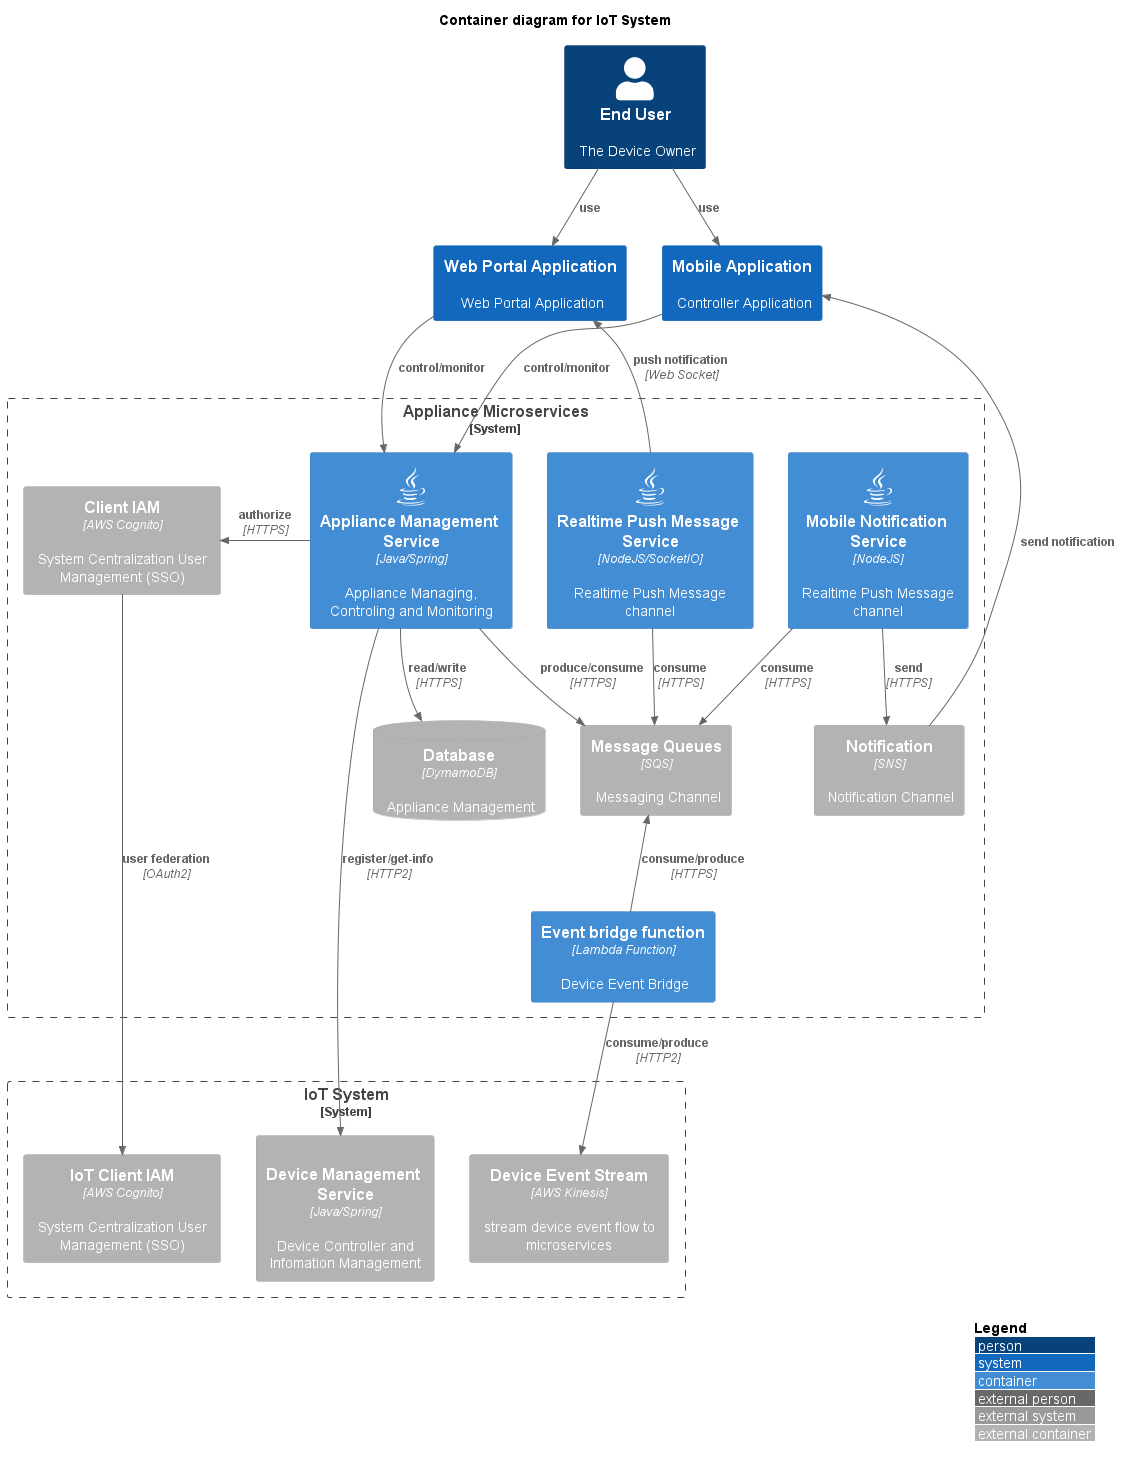 Container diagram for IoT System
End User
The Device Owner
use
use
Web Portal Application
Web Portal Application
Mobile Application
Controller Application
control/monitor
control/monitor
push notification
[Web Socket]
send notification
Appliance Microservices
[System]
Client IAM
[AWS Cognito]
System Centralization User
Management (SSO)
authorize
[HTTPS]
Appliance Management
Service
[Java/Spring]
Appliance Managing,
Controling and Monitoring
Realtime Push Message
Service
[NodeJS/SocketIO]
Realtime Push Message
channel
Mobile Notification
Service
[NodeJS]
Realtime Push Message
channel
read/write
[HTTPS]
produce/consume
[HTTPS]
consume
[HTTPS]
consume
[HTTPS]
send
[HTTPS]
Database
[DymamoDB]
Appliance Management
Message Queues
[SQS]
Messaging Channel
Notification
[SNS]
Notification Channel
user federation
[OAuth2]
register/get-info
[HTTP2]
consume/produce
[HTTPS]
Event bridge function
[Lambda Function]
Device Event Bridge
consume/produce
[HTTP2]
IoT System
[System]
IoT Client IAM
[AWS Cognito]
System Centralization User
Management (SSO)
Device Management
Service
[Java/Spring]
Device Controller and
Infomation Management
Device Event Stream
[AWS Kinesis]
stream device event flow to
microservices
Legend
person
system
container
external person
external system
external container